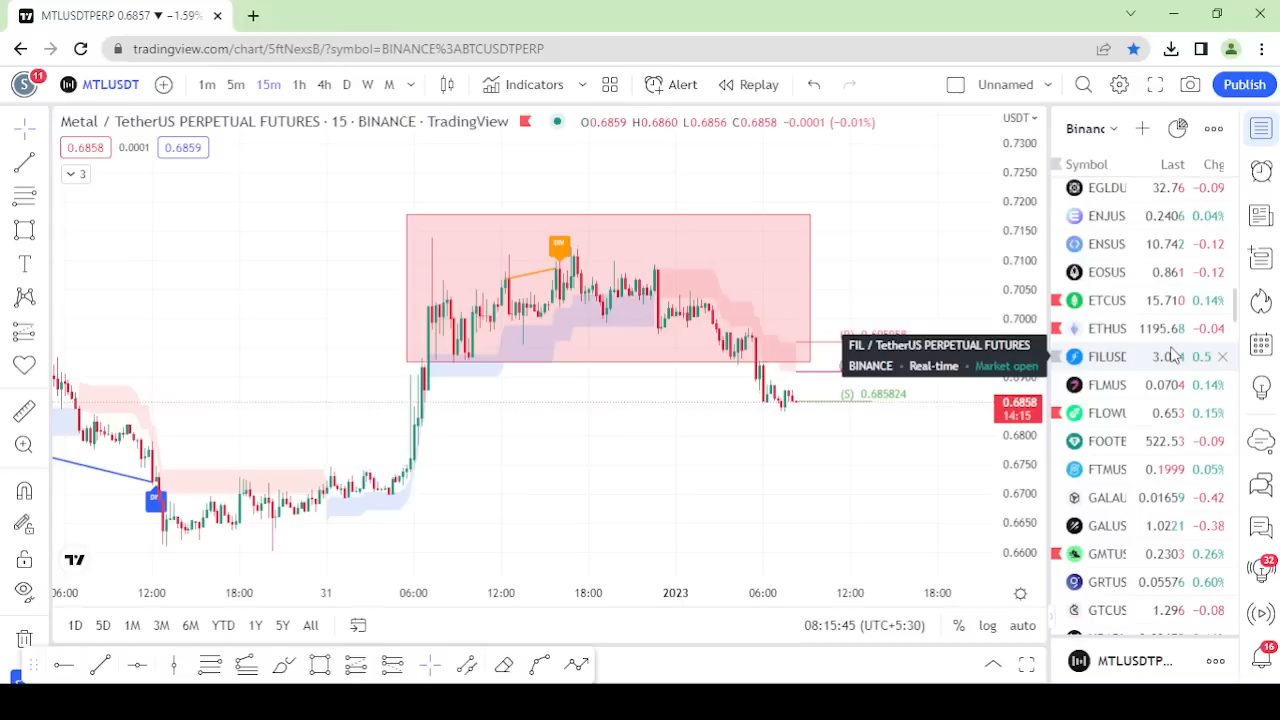 MTLUSDTPERP 0.6857 ▼ −1.59%
tradingview.com/chart/5ftNexsB/?symbol=BINANCE%3ABTCUSDTPERP
S 11 MTLUSDT 1m 5m 15m 1h 4h D W M Indicators Alert Replay Unnamed Publish
Metal / TetherUS PERPETUAL FUTURES · 15 · BINANCE · TradingView O0.6859 H0.6860 L0.6856 C0.6858 −0.0001 (−0.01%)
0.6858 0.0001 0.6859
3
USDT
0.7300
0.7250
0.7200
0.7150
0.7100
0.7050
0.7000
0.6858
14:15
0.6800
0.6750
0.6700
0.6650
0.6600
(S) 0.685824
FIL / TetherUS PERPETUAL FUTURES
BINANCE • Real-time • Market open
06:00 12:00 18:00 31 06:00 12:00 18:00 2023 06:00 12:00 18:00
1D 5D 1M 3M 6M YTD 1Y 5Y All 08:15:45 (UTC+5:30) % log auto
Binanc
Symbol Last Chg
EGLDU 32.76 −0.09
ENJUS 0.2406 0.04%
ENSUS 10.742 −0.12
EOSUS 0.861 −0.12
ETCUS 15.710 0.14%
ETHUS 1195.68 −0.04
FILUSD 0.5
FLMUS 0.0704 0.14%
FLOWU 0.653 0.15%
FOOTE 522.53 −0.09
FTMUS 0.1999 0.05%
GALAU 0.01659 −0.42
GALUS 1.0221 −0.38
GMTUS 0.2303 0.26%
GRTUS 0.05576 0.60%
GTCUS 1.296 −0.08
MTLUSDTP...
32
16